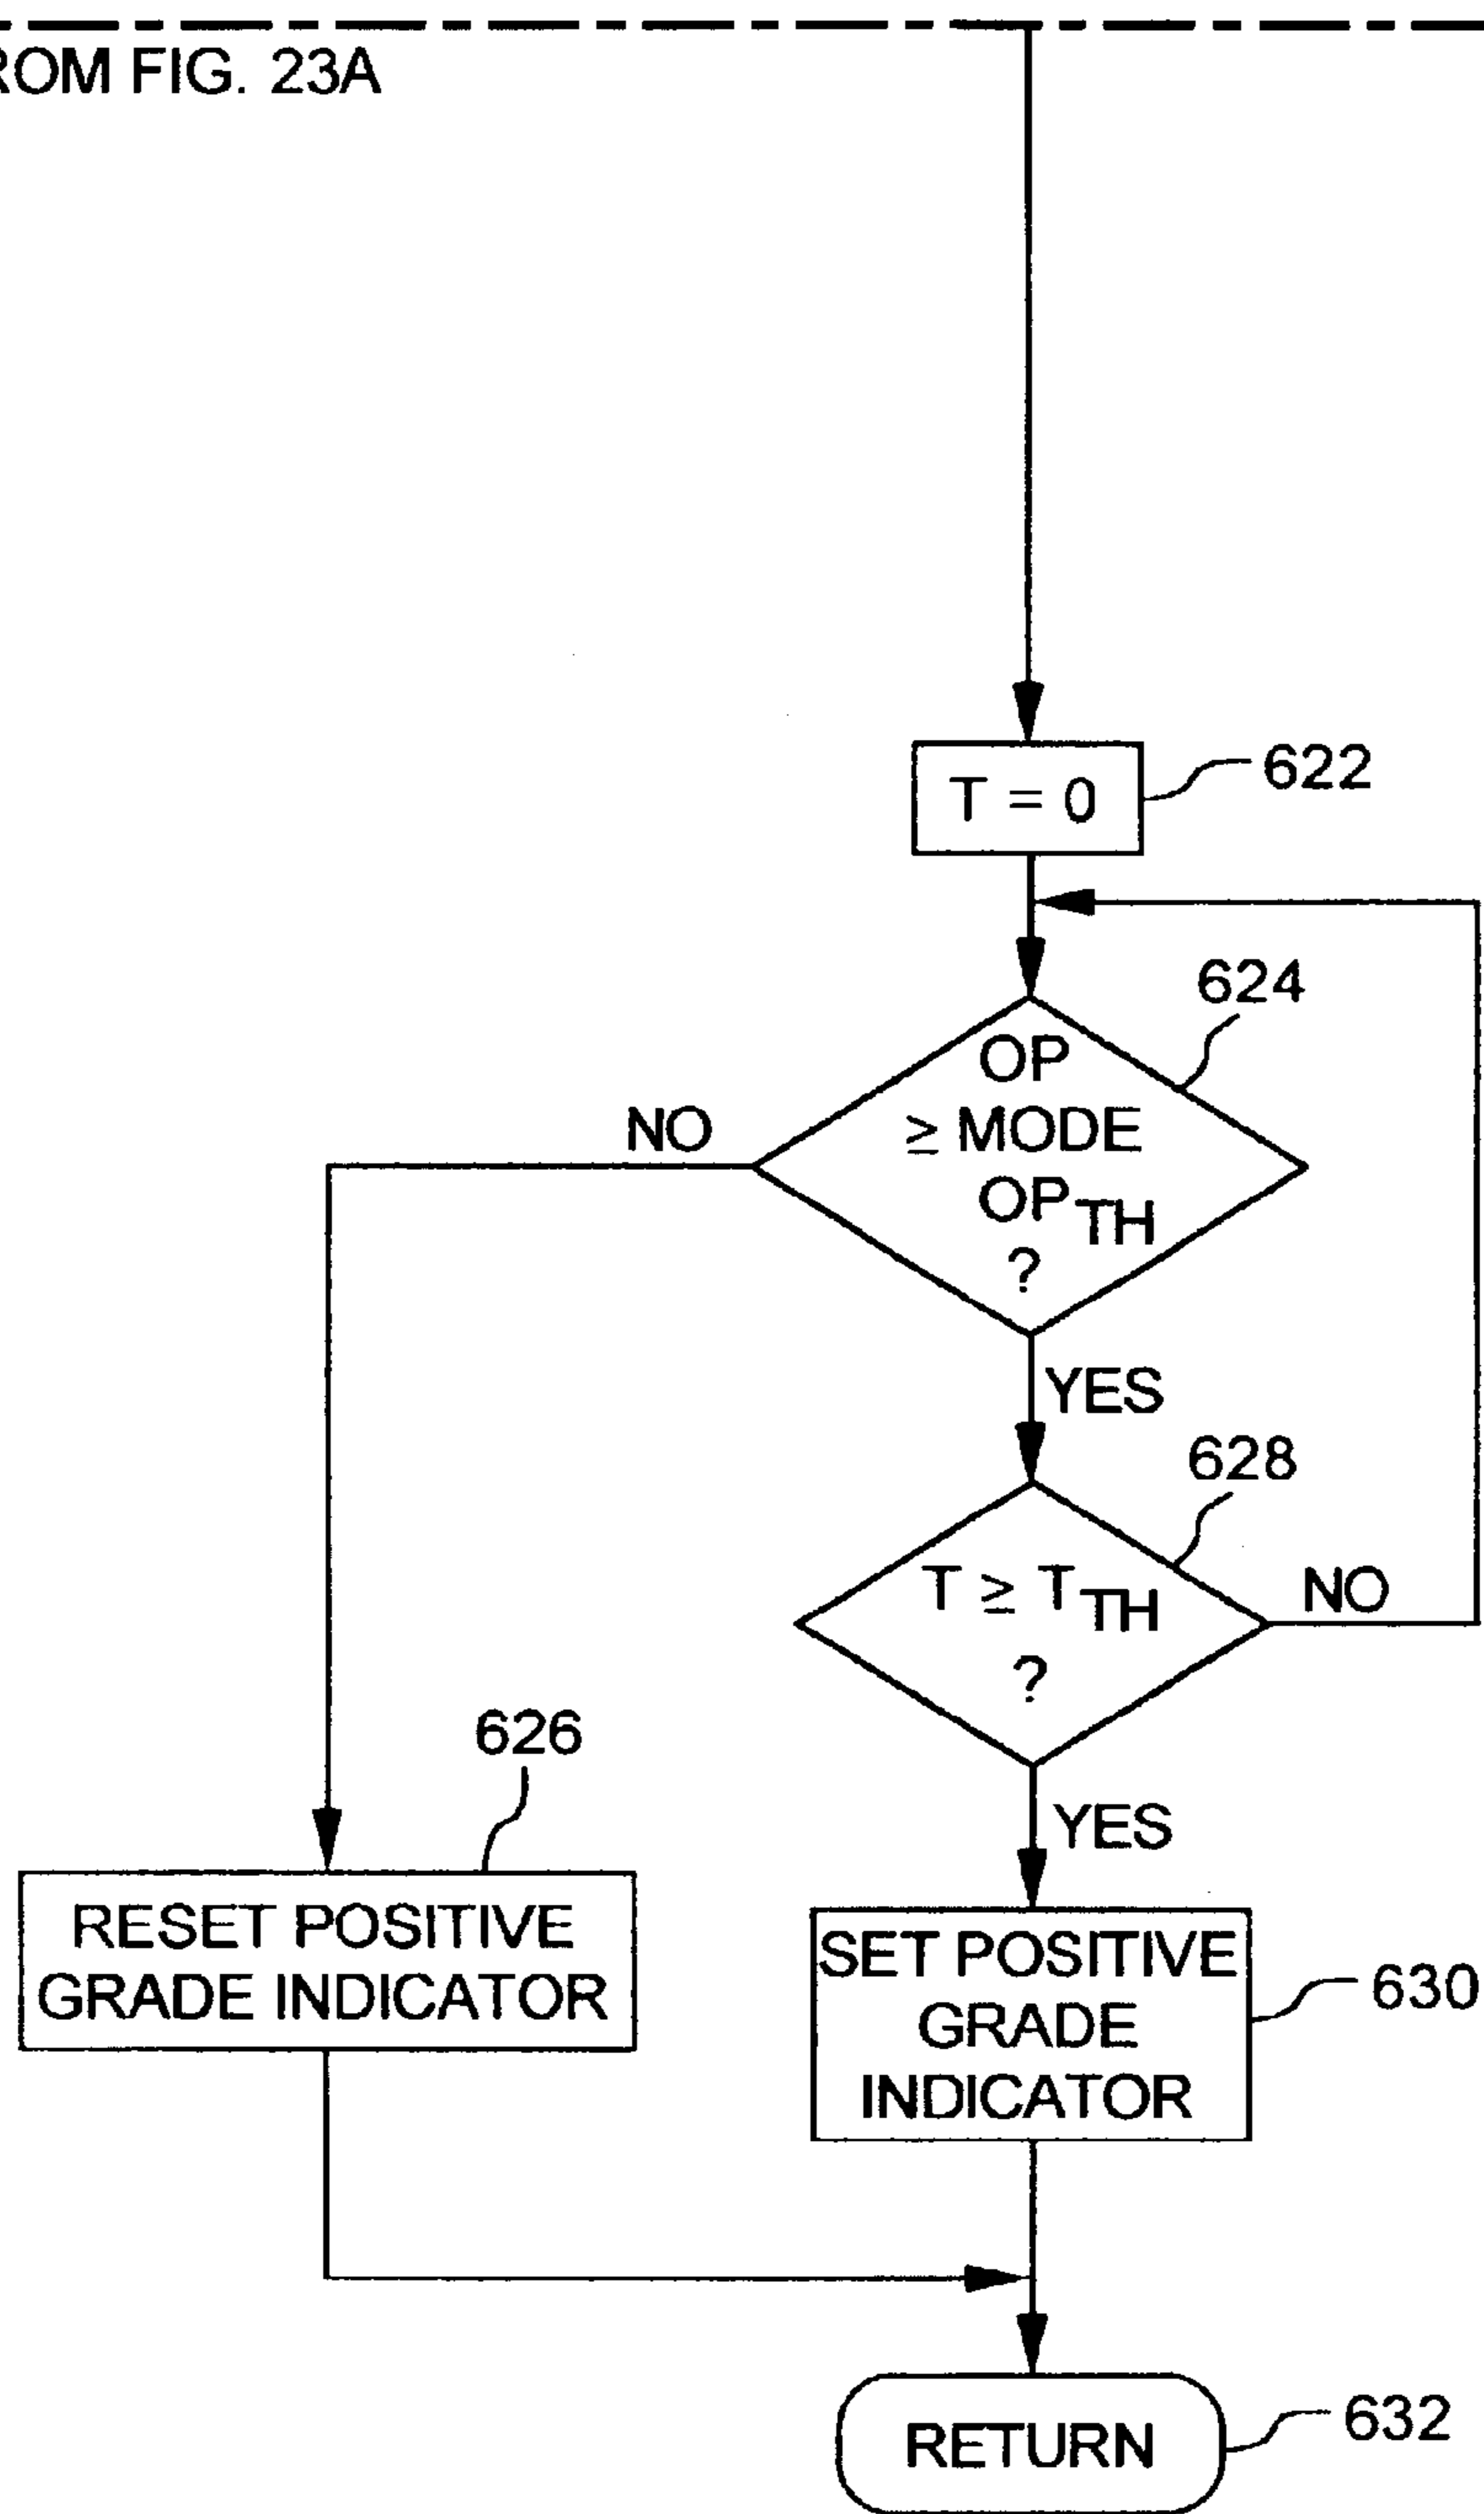 ROM FIG. 23A
T = 0
622
624
OP
≥ MODE
OP TH
?
NO
YES
628
T ≥ T TH
?
NO
YES
626
RESET POSITIVE
GRADE INDICATOR
SET POSITIVE
GRADE
INDICATOR
630
RETURN
632